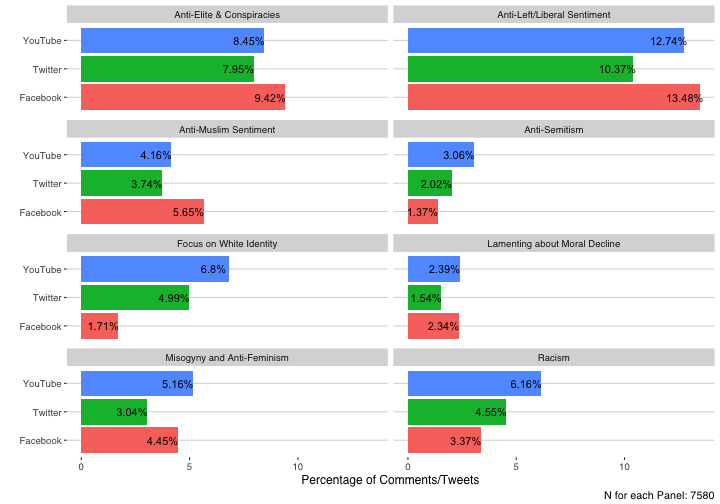 Anti-Elite & Conspiracies
Anti-Left/Liberal Sentiment
YouTube 8.45% 12.74%
Twitter 7.95% 10.37%
Facebook 9.42% 13.48%
Anti-Muslim Sentiment
Anti-Semitism
YouTube 4.16% 3.06%
Twitter 3.74% 2.02%
Facebook 5.65% 1.37%
Focus on White Identity
Lamenting about Moral Decline
YouTube 6.8% 2.39%
Twitter 4.99% 1.54%
Facebook 1.71% 2.34%
Misogyny and Anti-Feminism
Racism
YouTube 5.16% 6.16%
Twitter 3.04% 4.55%
Facebook 4.45% 3.37%
0 5 10 0 5 10
Percentage of Comments/Tweets
N for each Panel: 7580